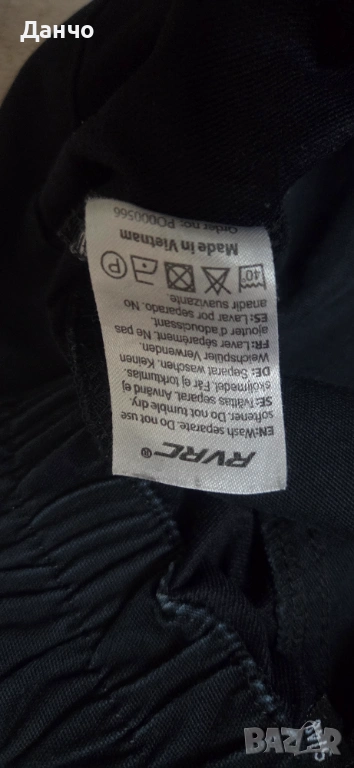 Данчо
RVRC®
EN:Wash separate. Do not use
softener. Do not tumble dry.
SE:Tvättas separat. Använd ej
sköljmedel. Får ej torktumlas.
DE: Separat waschen. Keinen
Weichspüler Verwenden.
FR: Laver séparément. Ne pas
ajouter d'adoucissant.
ES: Lavar por separado. No
anadir suavizante.
40°
P
Made in Vietnam
Order no: PO000566
BAZAR